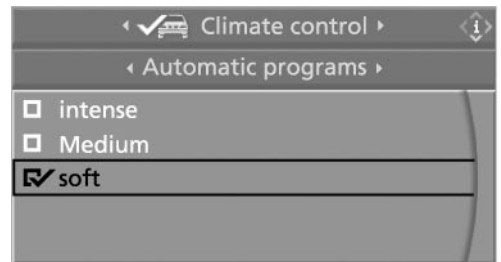 Climate control
Automatic programs
intense
Medium
soft